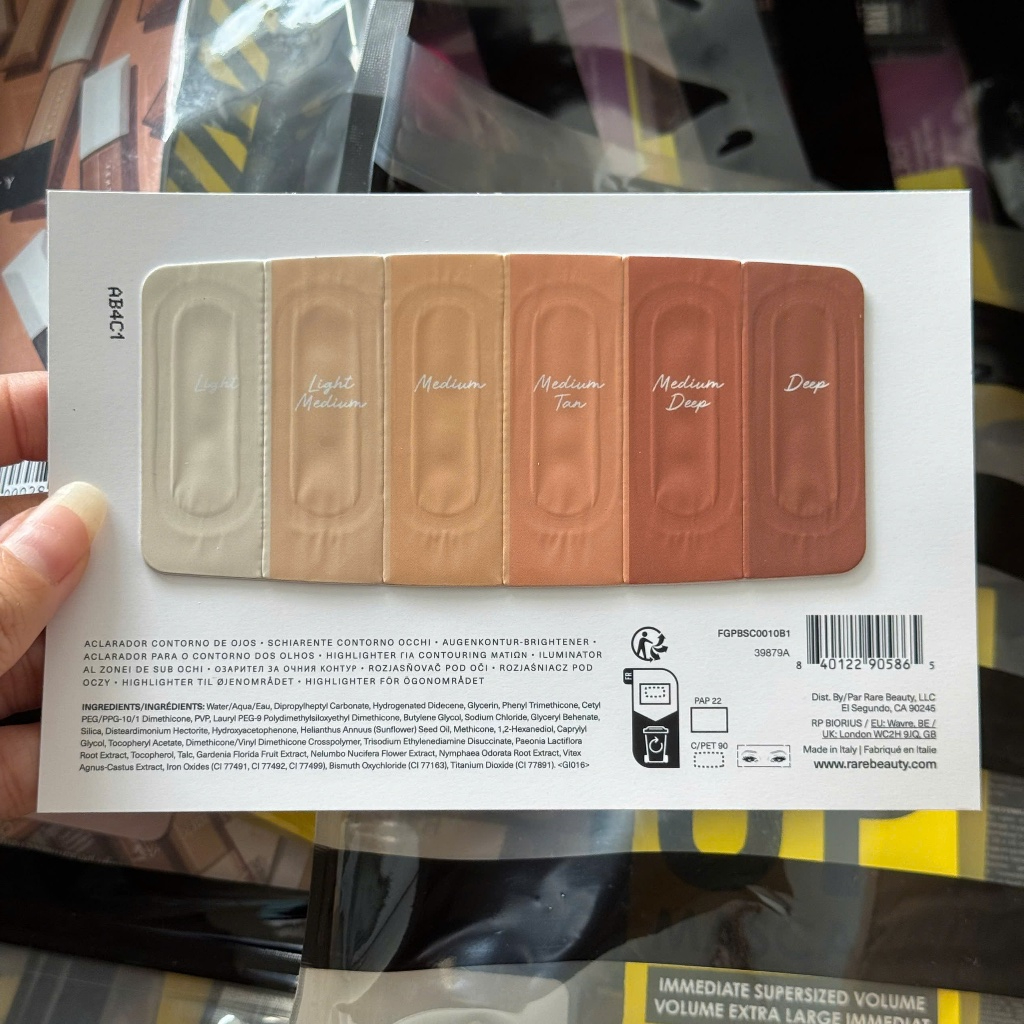 AB4C1
Light
Light
Medium
Medium
Medium
Tan
Medium
Deep
Deep
ACLARADOR CONTORNO DE OJOS • SCHIARENTE CONTORNO OCCHI • AUGENKONTUR-BRIGHTENER •
ACLARADOR PARA O CONTORNO DOS OLHOS • HIGHLIGHTER ΓΙΑ CONTOURING ΜΑΤΙΩΝ • ILUMINATOR
AL ZONEI DE SUB OCHI • ОЗАРИТЕЛ ЗА ОЧНИЯ КОНТУР • ROZJASŇOVAČ POD OČI • ROZJAŚNIACZ POD
OCZY • HIGHLIGHTER TIL ØJENOMRÅDET • HIGHLIGHTER FÖR ÖGONOMRÅDET
INGREDIENTS/INGRÉDIENTS: Water/Aqua/Eau, Dipropylheptyl Carbonate, Hydrogenated Didecene, Glycerin, Phenyl Trimethicone, Cetyl
PEG/PPG-10/1 Dimethicone, PVP, Lauryl PEG-9 Polydimethylsiloxyethyl Dimethicone, Butylene Glycol, Sodium Chloride, Glyceryl Behenate,
Silica, Disteardimonium Hectorite, Hydroxyacetophenone, Helianthus Annuus (Sunflower) Seed Oil, Methicone, 1,2-Hexanediol, Caprylyl
Glycol, Tocopheryl Acetate, Dimethicone/Vinyl Dimethicone Crosspolymer, Trisodium Ethylenediamine Disuccinate, Paeonia Lactiflora
Root Extract, Tocopherol, Talc, Gardenia Florida Fruit Extract, Nelumbo Nucifera Flower Extract, Nymphaea Odorata Root Extract, Vitex
Agnus-Castus Extract, Iron Oxides (CI 77491, CI 77492, CI 77499), Bismuth Oxychloride (CI 77163), Titanium Dioxide (CI 77891). <GI016>
FR
PAP 22
C/PET 90
FGPBSC0010B1
39879A
8 40122 90586 5
Dist. By/Par Rare Beauty, LLC
El Segundo, CA 90245
RP BIORIUS / EU: Wavre, BE /
UK: London WC2H 9JQ, GB
Made in Italy | Fabriqué en Italie
www.rarebeauty.com
IMMEDIATE SUPERSIZED VOLUME
VOLUME EXTRA LARGE IMMEDIAT